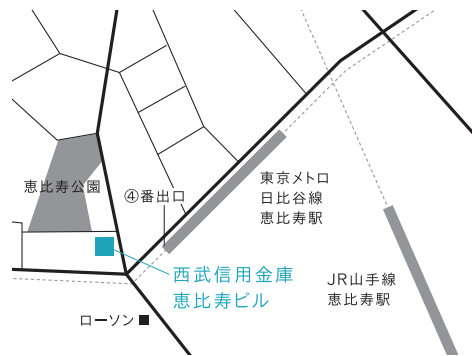 恵比寿公園
④番出口
東京メトロ
日比谷線
恵比寿駅
西武信用金庫
恵比寿ビル
JR山手線
恵比寿駅
ローソン